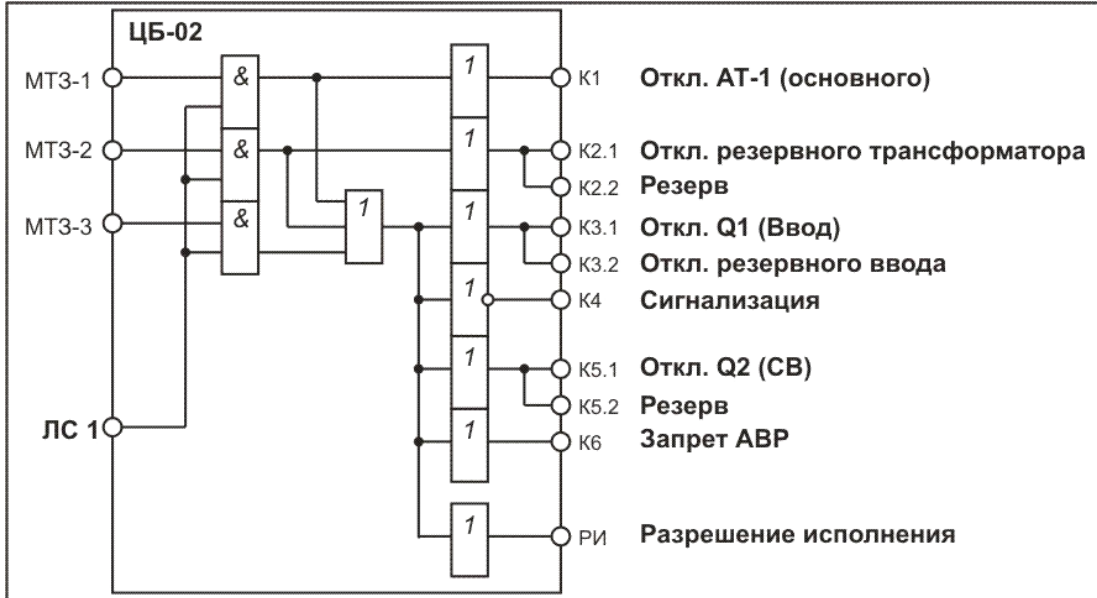 ЦБ-02
МТЗ-1 & 1 К1 Откл. АТ-1 (основного)
МТЗ-2 & 1 К2.1 Откл. резервного трансформатора
К2.2 Резерв
МТЗ-3 & 1 1 К3.1 Откл. Q1 (Ввод)
К3.2 Откл. резервного ввода
1 К4 Сигнализация
1 К5.1 Откл. Q2 (СВ)
К5.2 Резерв
ЛС 1
1 К6 Запрет АВР
1 РИ Разрешение исполнения